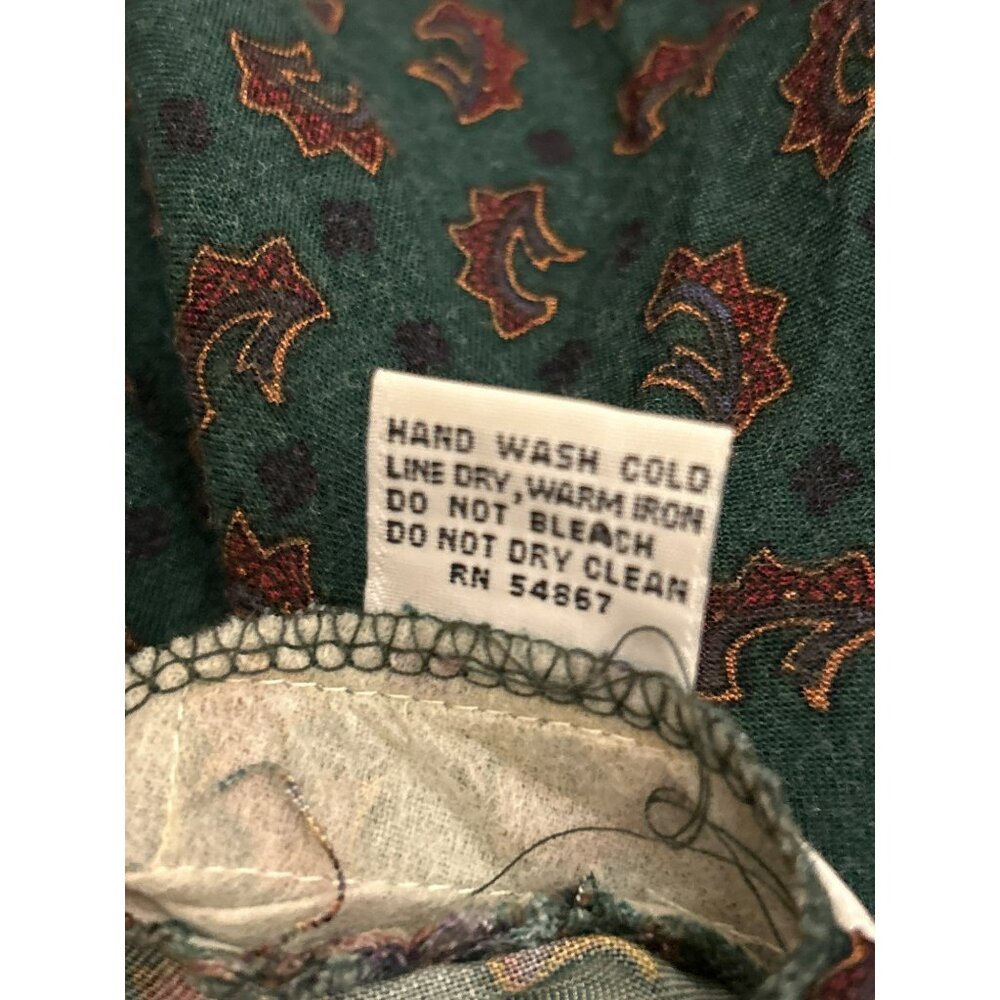 HAND WASH COLD
LINE DRY, WARM IRON
DO NOT BLEACH
DO NOT DRY CLEAN
RN 54867